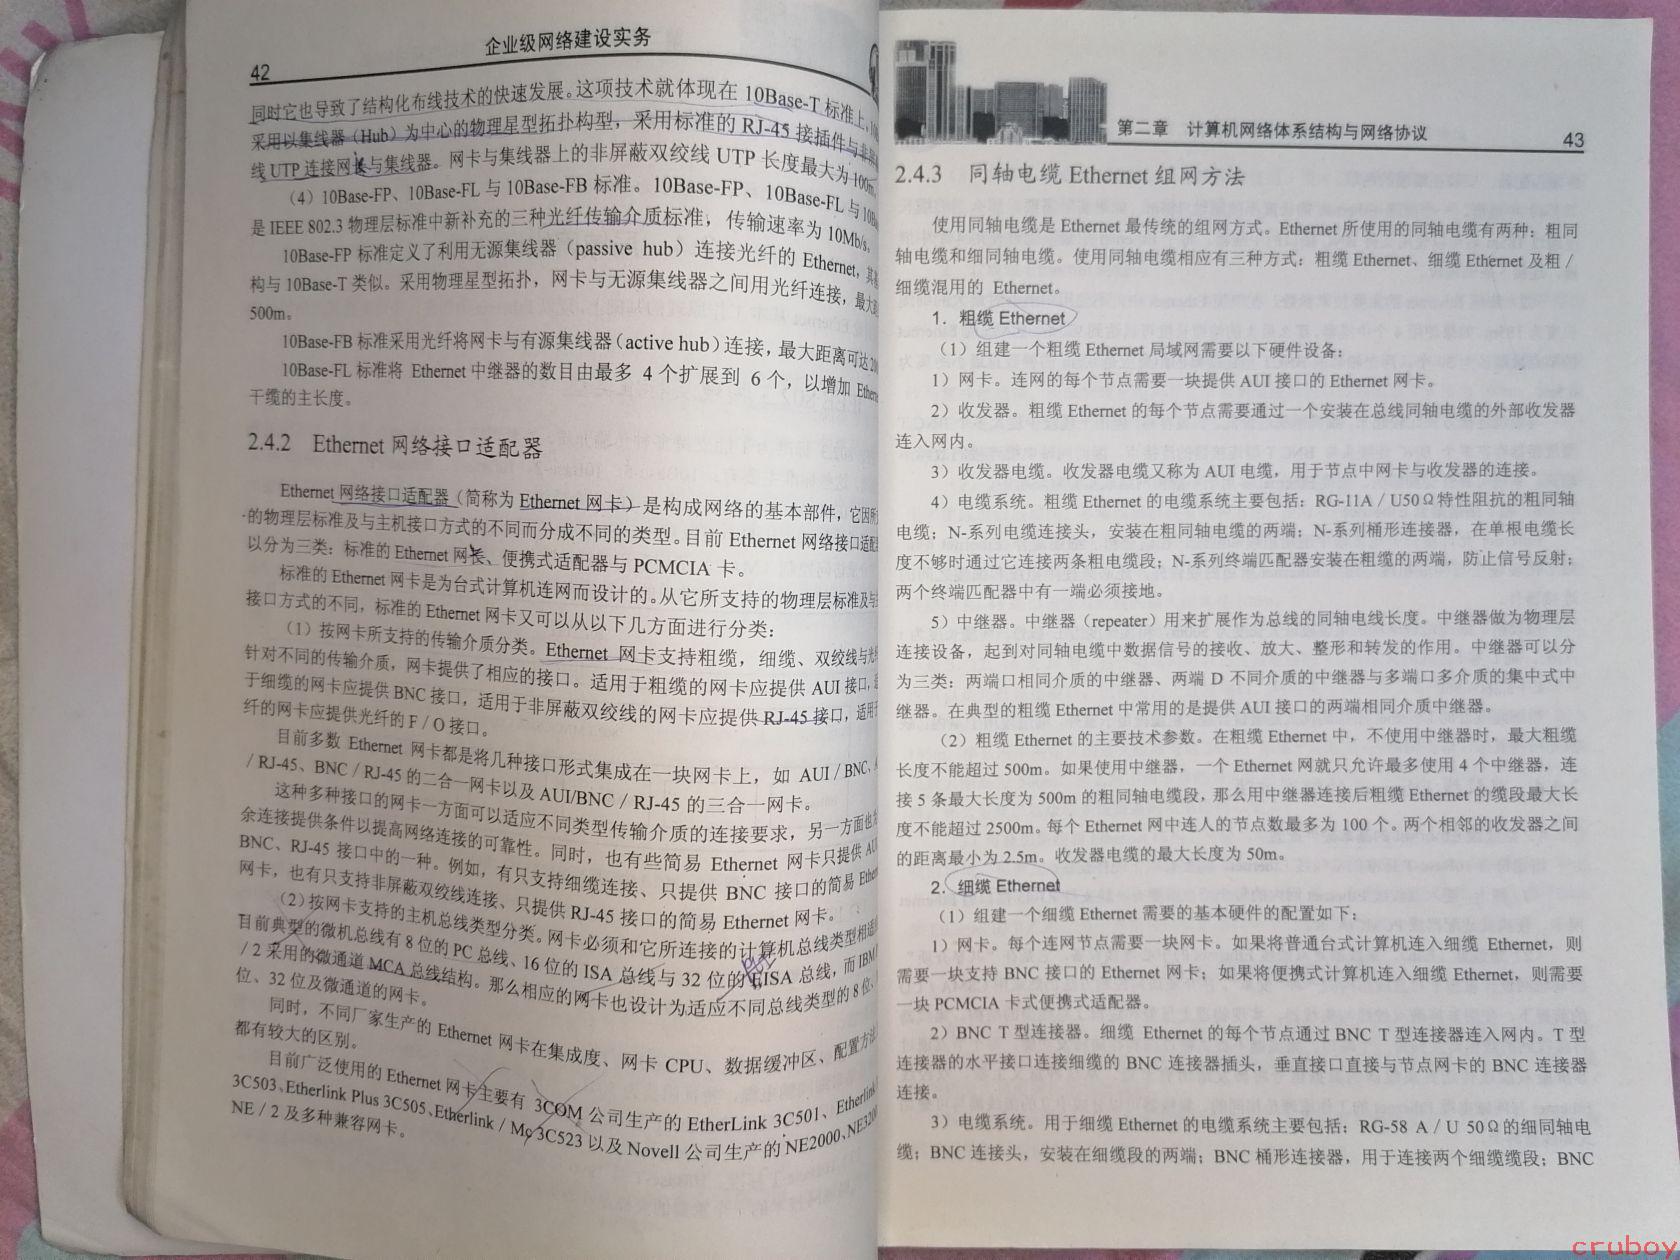 42
企业级网络建设实务
同时它也导致了结构化布线技术的快速发展。这项技术就体现在 10Base-T 标准上。
采用以集线器（Hub）为中心的物理星型拓扑构型，采用标准的 RJ-45 接插件与非屏
线 UTP 连接网卡与集线器。网卡与集线器上的非屏蔽双绞线 UTP 长度最大为 100m。
（4）10Base-FP、10Base-FL 与 10Base-FB 标准。10Base-FP、10Base-FL 与 10Bas
是 IEEE 802.3 物理层标准中新补充的三种光纤传输介质标准，传输速率为 10Mb/s。
10Base-FP 标准定义了利用无源集线器（passive hub）连接光纤的 Ethernet，其
构与 10Base-T 类似。采用物理星型拓扑，网卡与无源集线器之间用光纤连接，最大
500m。
10Base-FB 标准采用光纤将网卡与有源集线器（active hub）连接，最大距离可达
10Base-FL 标准将 Ethernet 中继器的数目由最多 4 个扩展到 6 个，以增加 Etherne
干缆的主长度。
2.4.2 Ethernet 网络接口适配器
Ethernet 网络接口适配器（简称为 Ethernet 网卡）是构成网络的基本部件，它因所
的物理层标准及与主机接口方式的不同而分成不同的类型。目前 Ethernet 网络接口适配
以分为三类：标准的 Ethernet 网卡、便携式适配器与 PCMCIA 卡。
标准的 Ethernet 网卡是为台式计算机连网而设计的。从它所支持的物理层标准及与
接口方式的不同，标准的 Ethernet 网卡又可以从以下几方面进行分类：
（1）按网卡所支持的传输介质分类。Ethernet 网卡支持粗缆，细缆、双绞线与光
针对不同的传输介质，网卡提供了相应的接口。适用于粗缆的网卡应提供 AUI 接口，
于细缆的网卡应提供 BNC 接口，适用于非屏蔽双绞线的网卡应提供 RJ-45 接口，适用于
纤的网卡应提供光纤的 F / O 接口。
目前多数 Ethernet 网卡都是将几种接口形式集成在一块网卡上，如 AUI / BNC、
/ RJ-45、BNC / RJ-45 的二合一网卡以及 AUI/BNC / RJ-45 的三合一网卡。
这种多种接口的网卡一方面可以适应不同类型传输介质的连接要求，另一方面也
余连接提供条件以提高网络连接的可靠性。同时，也有些简易 Ethernet 网卡只提供 AU
BNC、RJ-45 接口中的一种。例如，有只支持细缆连接、只提供 BNC 接口的简易 Ethern
网卡，也有只支持非屏蔽双绞线连接、只提供 RJ-45 接口的简易 Ethernet 网卡。
（2）按网卡支持的主机总线类型分类。网卡必须和它所连接的计算机总线类型相适
目前典型的微机总线有 8 位的 PC 总线、16 位的 ISA 总线与 32 位的 EISA 总线，而 IBM
/ 2 采用的微通道 MCA 总线结构。那么相应的网卡也设计为适应不同总线类型的 8 位、
位、32 位及微通道的网卡。
同时，不同厂家生产的 Ethernet 网卡在集成度、网卡 CPU、数据缓冲区、配置方法
都有较大的区别。
目前广泛使用的 Ethernet 网卡主要有 3COM 公司生产的 EtherLink 3C501、Etherlink
3C503、Etherlink Plus 3C505、Etherlink / Mc 3C523 以及 Novell 公司生产的 NE2000、NE3200
NE / 2 及多种兼容网卡。
第二章 计算机网络体系结构与网络协议
43
2.4.3 同轴电缆 Ethernet 组网方法
使用同轴电缆是 Ethernet 最传统的组网方式。Ethernet 所使用的同轴电缆有两种：粗同
轴电缆和细同轴电缆。使用同轴电缆相应有三种方式：粗缆 Ethernet、细缆 Ethernet 及粗 /
细缆混用的 Ethernet。
1. 粗缆 Ethernet
（1）组建一个粗缆 Ethernet 局域网需要以下硬件设备：
1）网卡。连网的每个节点需要一块提供 AUI 接口的 Ethernet 网卡。
2）收发器。粗缆 Ethernet 的每个节点需要通过一个安装在总线同轴电缆的外部收发器
连入网内。
3）收发器电缆。收发器电缆又称为 AUI 电缆，用于节点中网卡与收发器的连接。
4）电缆系统。粗缆 Ethernet 的电缆系统主要包括：RG-11A / U50Ω特性阻抗的粗同轴
电缆；N-系列电缆连接头，安装在粗同轴电缆的两端；N-系列桶形连接器，在单根电缆长
度不够时通过它连接两条粗电缆段；N-系列终端匹配器安装在粗缆的两端，防止信号反射；
两个终端匹配器中有一端必须接地。
5）中继器。中继器（repeater）用来扩展作为总线的同轴电线长度。中继器做为物理层
连接设备，起到对同轴电缆中数据信号的接收、放大、整形和转发的作用。中继器可以分
为三类：两端口相同介质的中继器、两端 D 不同介质的中继器与多端口多介质的集中式中
继器。在典型的粗缆 Ethernet 中常用的是提供 AUI 接口的两端相同介质中继器。
（2）粗缆 Ethernet 的主要技术参数。在粗缆 Ethernet 中，不使用中继器时，最大粗缆
长度不能超过 500m。如果使用中继器，一个 Ethernet 网就只允许最多使用 4 个中继器，连
接 5 条最大长度为 500m 的粗同轴电缆段，那么用中继器连接后粗缆 Ethernet 的缆段最大长
度不能超过 2500m。每个 Ethernet 网中连人的节点数最多为 100 个。两个相邻的收发器之间
的距离最小为 2.5m。收发器电缆的最大长度为 50m。
2. 细缆 Ethernet
（1）组建一个细缆 Ethernet 需要的基本硬件的配置如下：
1）网卡。每个连网节点需要一块网卡。如果将普通台式计算机连入细缆 Ethernet，则
需要一块支持 BNC 接口的 Ethernet 网卡；如果将便携式计算机连入细缆 Ethernet，则需要
一块 PCMCIA 卡式便携式适配器。
2）BNC T 型连接器。细缆 Ethernet 的每个节点通过 BNC T 型连接器连入网内。T 型
连接器的水平接口连接细缆的 BNC 连接器插头，垂直接口直接与节点网卡的 BNC 连接器
连接。
3）电缆系统。用于细缆 Ethernet 的电缆系统主要包括：RG-58 A / U 50Ω的细同轴电
缆；BNC 连接头，安装在细缆段的两端；BNC 桶形连接器，用于连接两个细缆缆段；BNC
cruboy